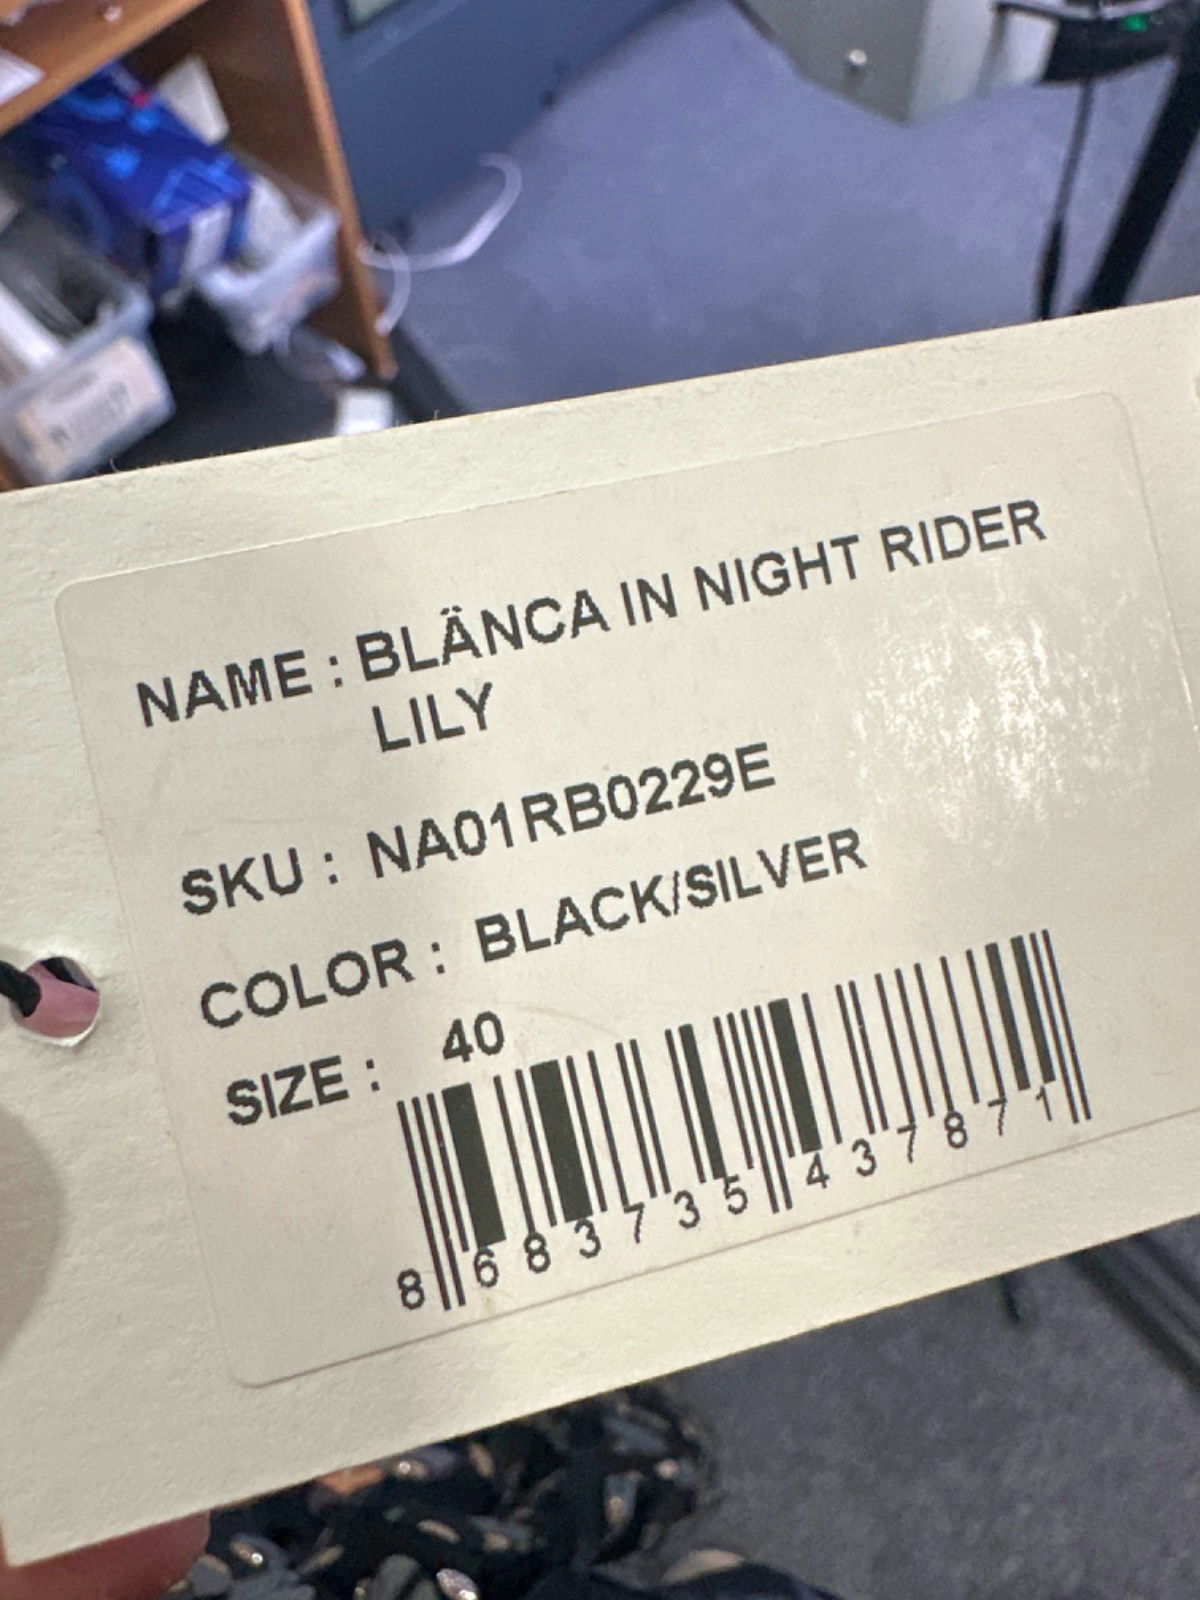 NAME : BLÄNCA IN NIGHT RIDER
LILY
SKU : NA01RB0229E
COLOR : BLACK/SILVER
SIZE : 40
8 683735 437871